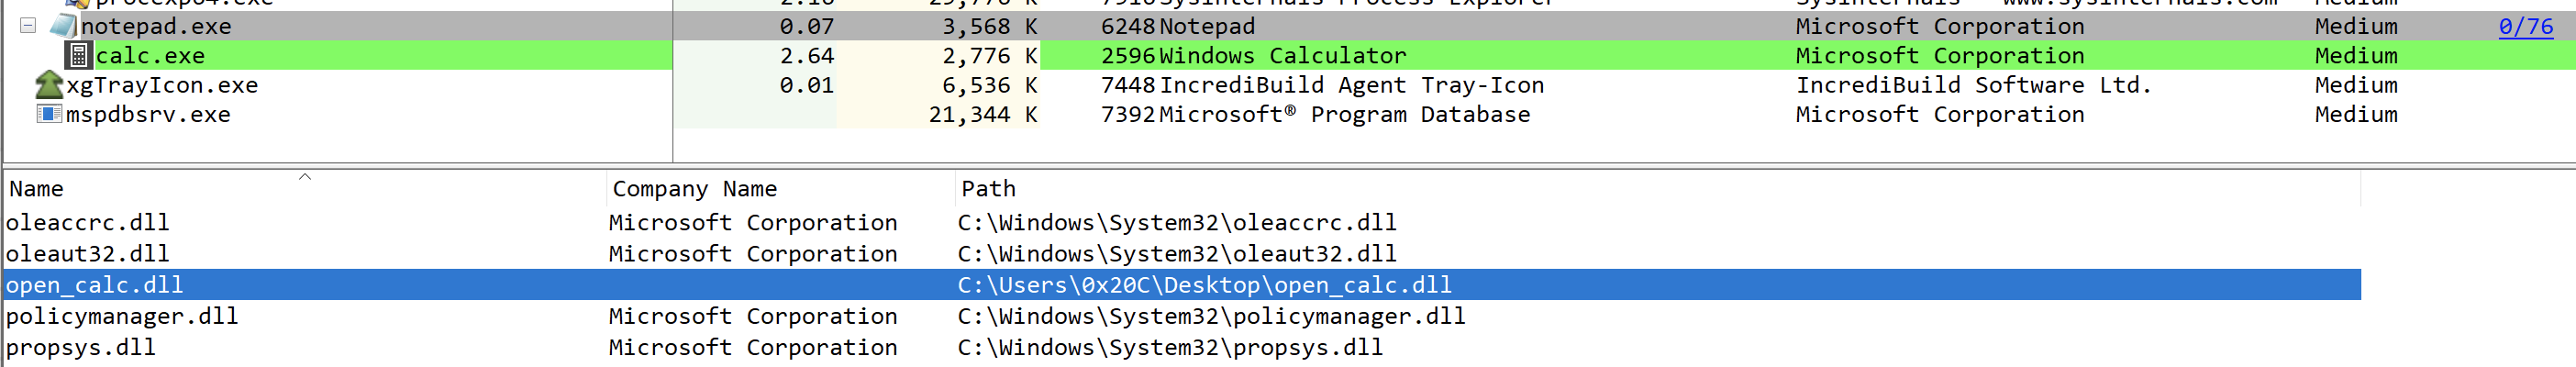 notepad.exe 0.07 3,568 K 6248 Notepad Microsoft Corporation Medium 0/76
calc.exe 2.64 2,776 K 2596 Windows Calculator Microsoft Corporation Medium
xgTrayIcon.exe 0.01 6,536 K 7448 IncrediBuild Agent Tray-Icon IncrediBuild Software Ltd. Medium
mspdbsrv.exe 21,344 K 7392 Microsoft® Program Database Microsoft Corporation Medium
Name Company Name Path
oleaccrc.dll Microsoft Corporation C:\Windows\System32\oleaccrc.dll
oleaut32.dll Microsoft Corporation C:\Windows\System32\oleaut32.dll
open_calc.dll C:\Users\0x20C\Desktop\open_calc.dll
policymanager.dll Microsoft Corporation C:\Windows\System32\policymanager.dll
propsys.dll Microsoft Corporation C:\Windows\System32\propsys.dll